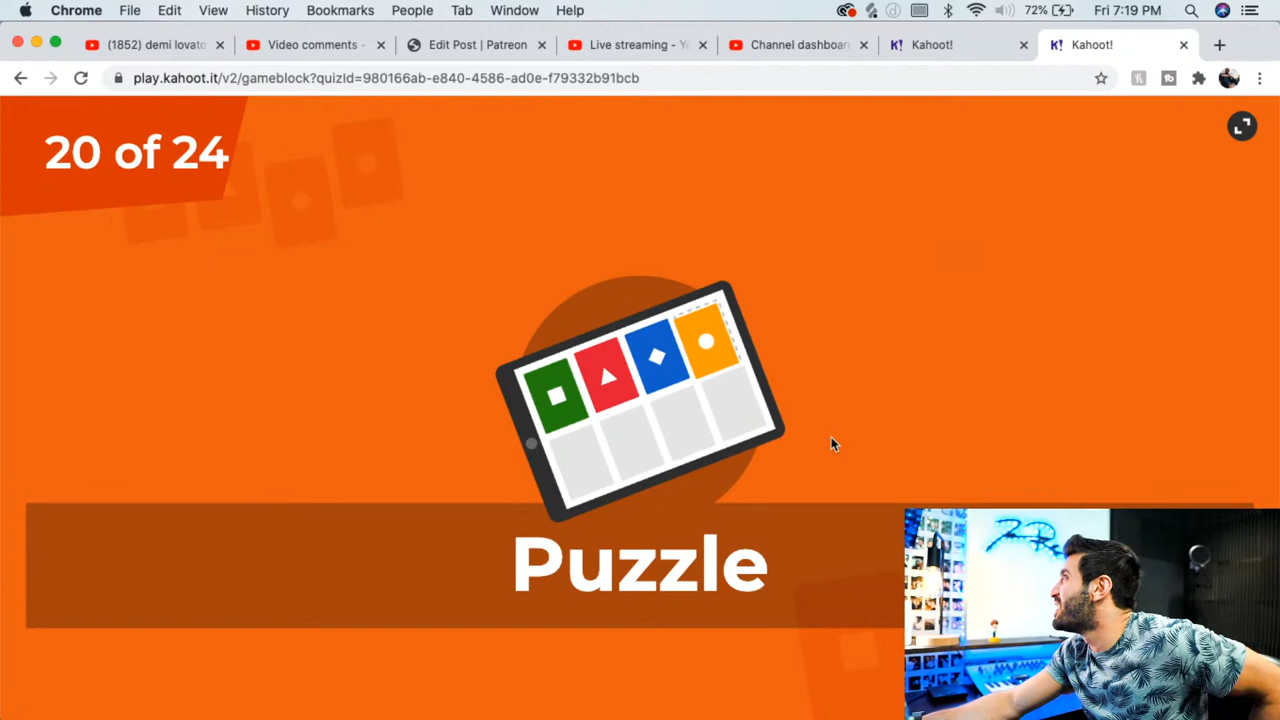 Chrome File Edit View History Bookmarks People Tab Window Help 72% Fri 7:19 PM
(1852) demi lovato Video comments - Edit Post | Patreon Live streaming - Yo Channel dashboar K! Kahoot! K! Kahoot!
play.kahoot.it/v2/gameblock?quizId=980166ab-e840-4586-ad0e-f79332b91bcb
20 of 24
Puzzle